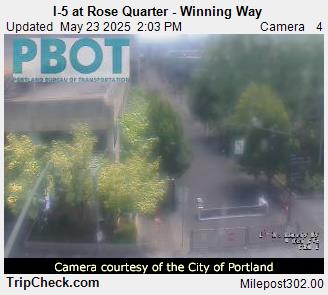 I-5 at Rose Quarter - Winning Way
Updated May 23 2025 2:03 PM Camera 4
PBOT
PORTLAND BUREAU OF TRANSPORTATION
Camera courtesy of the City of Portland
TripCheck.com Milepost302.00